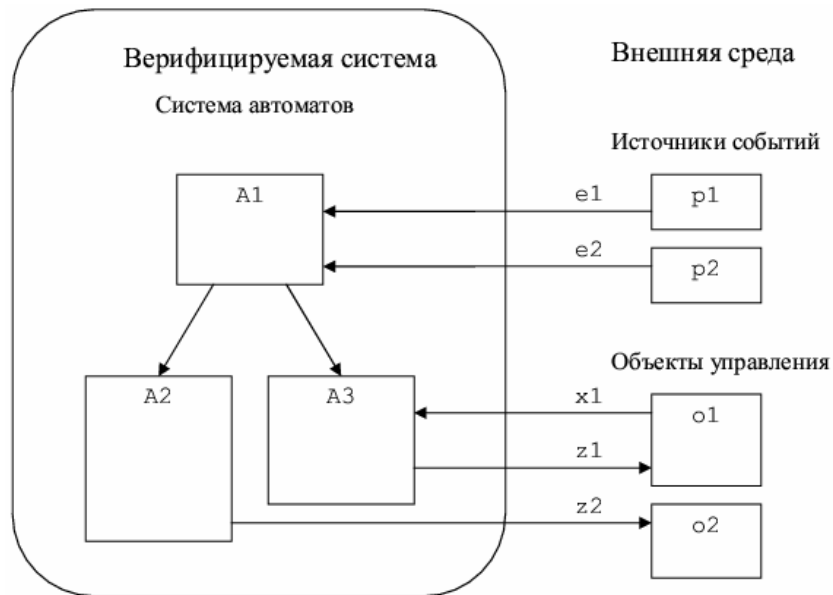 Верифицируемая система
Внешняя среда
Система автоматов
Источники событий
A1
e1
p1
e2
p2
Объекты управления
A2
A3
x1
o1
z1
z2
o2